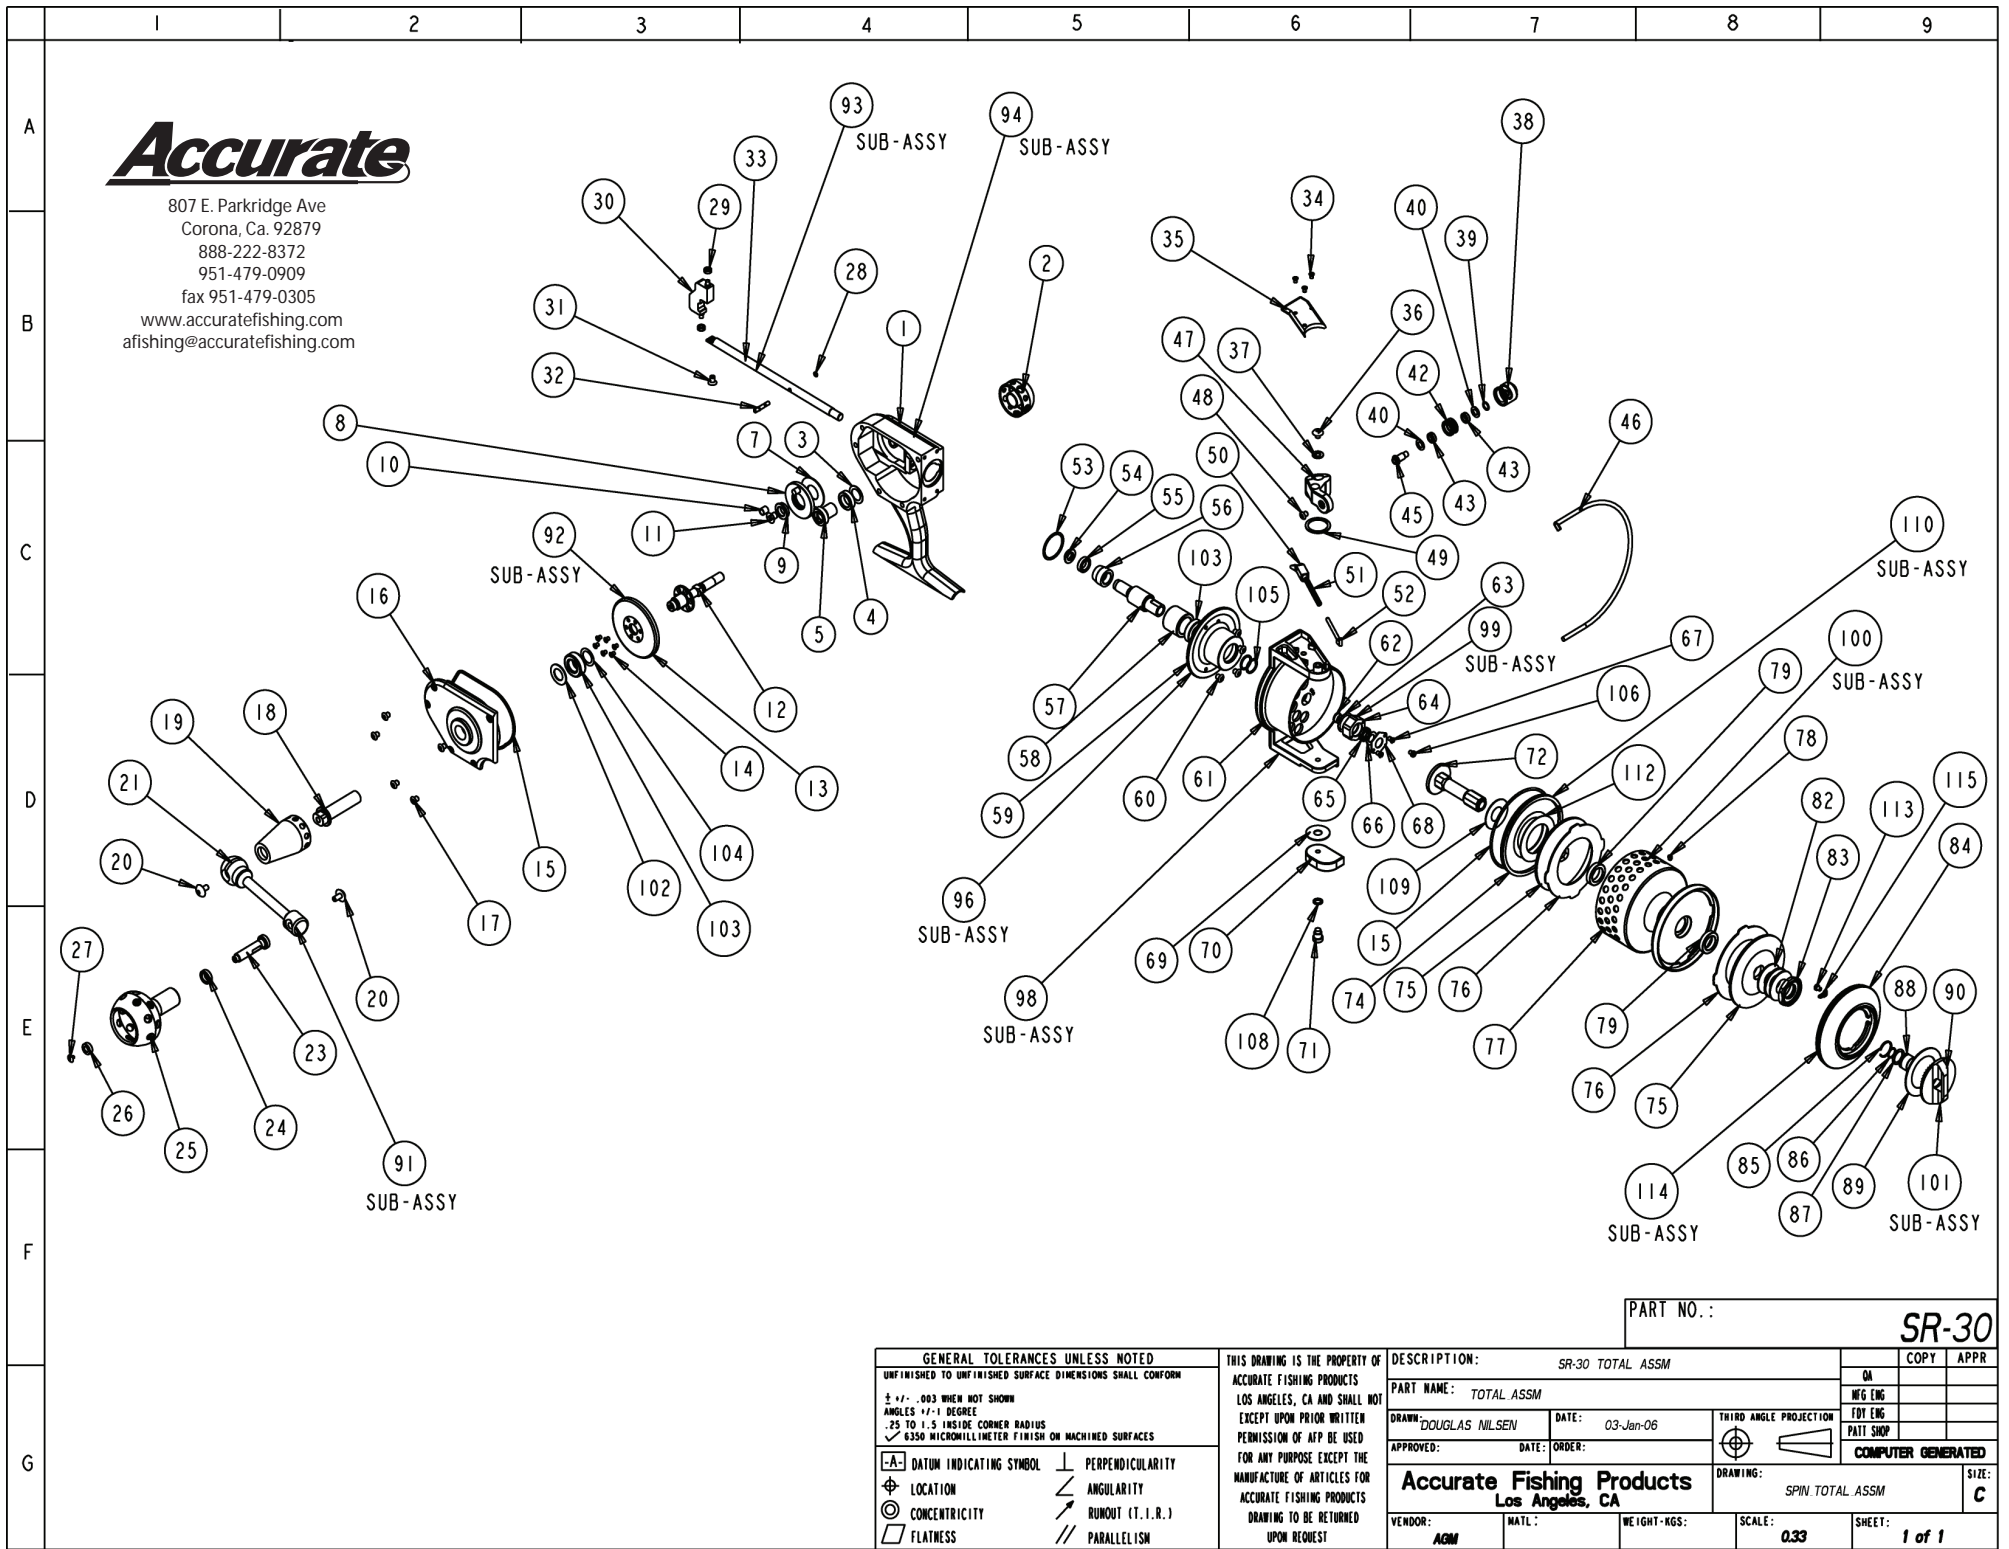 1 2 3 4 5 6 7 8 9
A
B
C
D
E
F
G
Accurate
807 E. Parkridge Ave
Corona, Ca. 92879
888-222-8372
951-479-0909
fax 951-479-0305
www.accuratefishing.com
afishing@accuratefishing.com
93
SUB-ASSY
94
SUB-ASSY
38
33
34
30
29
40
35
39
2
28
31
36
1
47
37
32
42
48
40
46
8
7
3
50
43
10
53
54
45
43
55
110
SUB-ASSY
56
11
92
SUB-ASSY
9
103
49
51
63
105
16
5
4
52
99
SUB-ASSY
100
SUB-ASSY
62
67
79
106
18
12
57
64
19
58
14
13
61
72
78
21
60
65
112
115
59
66
68
82
113
20
15
104
83
84
102
109
96
SUB-ASSY
17
103
15
69
70
27
20
98
SUB-ASSY
74
75
76
88
90
79
77
23
108
71
26
24
76
75
25
91
SUB-ASSY
85
86
89
101
SUB-ASSY
114
SUB-ASSY
87
PART NO.:
SR-30
GENERAL TOLERANCES UNLESS NOTED
UNFINISHED TO UNFINISHED SURFACE DIMENSIONS SHALL CONFORM
± +/- .003 WHEN NOT SHOWN
ANGLES +/-1 DEGREE
.25 TO 1.5 INSIDE CORNER RADIUS
6350 MICROMILLIMETER FINISH ON MACHINED SURFACES
-A- DATUM INDICATING SYMBOL
PERPENDICULARITY
LOCATION
ANGULARITY
CONCENTRICITY
RUNOUT (T.I.R.)
FLATNESS
PARALLELISM
THIS DRAWING IS THE PROPERTY OF
ACCURATE FISHING PRODUCTS
LOS ANGELES, CA AND SHALL NOT
EXCEPT UPON PRIOR WRITTEN
PERMISSION OF AFP BE USED
FOR ANY PURPOSE EXCEPT THE
MANUFACTURE OF ARTICLES FOR
ACCURATE FISHING PRODUCTS
DRAWING TO BE RETURNED
UPON REQUEST
DESCRIPTION: SR-30 TOTAL ASSM
PART NAME: TOTAL_ASSM
DRAWN: DOUGLAS NILSEN
DATE: 03-Jan-06
THIRD ANGLE PROJECTION
APPROVED: DATE: ORDER:
COPY APPR
QA
MFG ENG
FDY ENG
PATT SHOP
COMPUTER GENERATED
Accurate Fishing Products
Los Angeles, CA
DRAWING: SPIN_TOTAL_ASSM
SIZE: C
VENDOR: AGM
MATL:
WEIGHT-KGS:
SCALE: 0.33
SHEET: 1 of 1